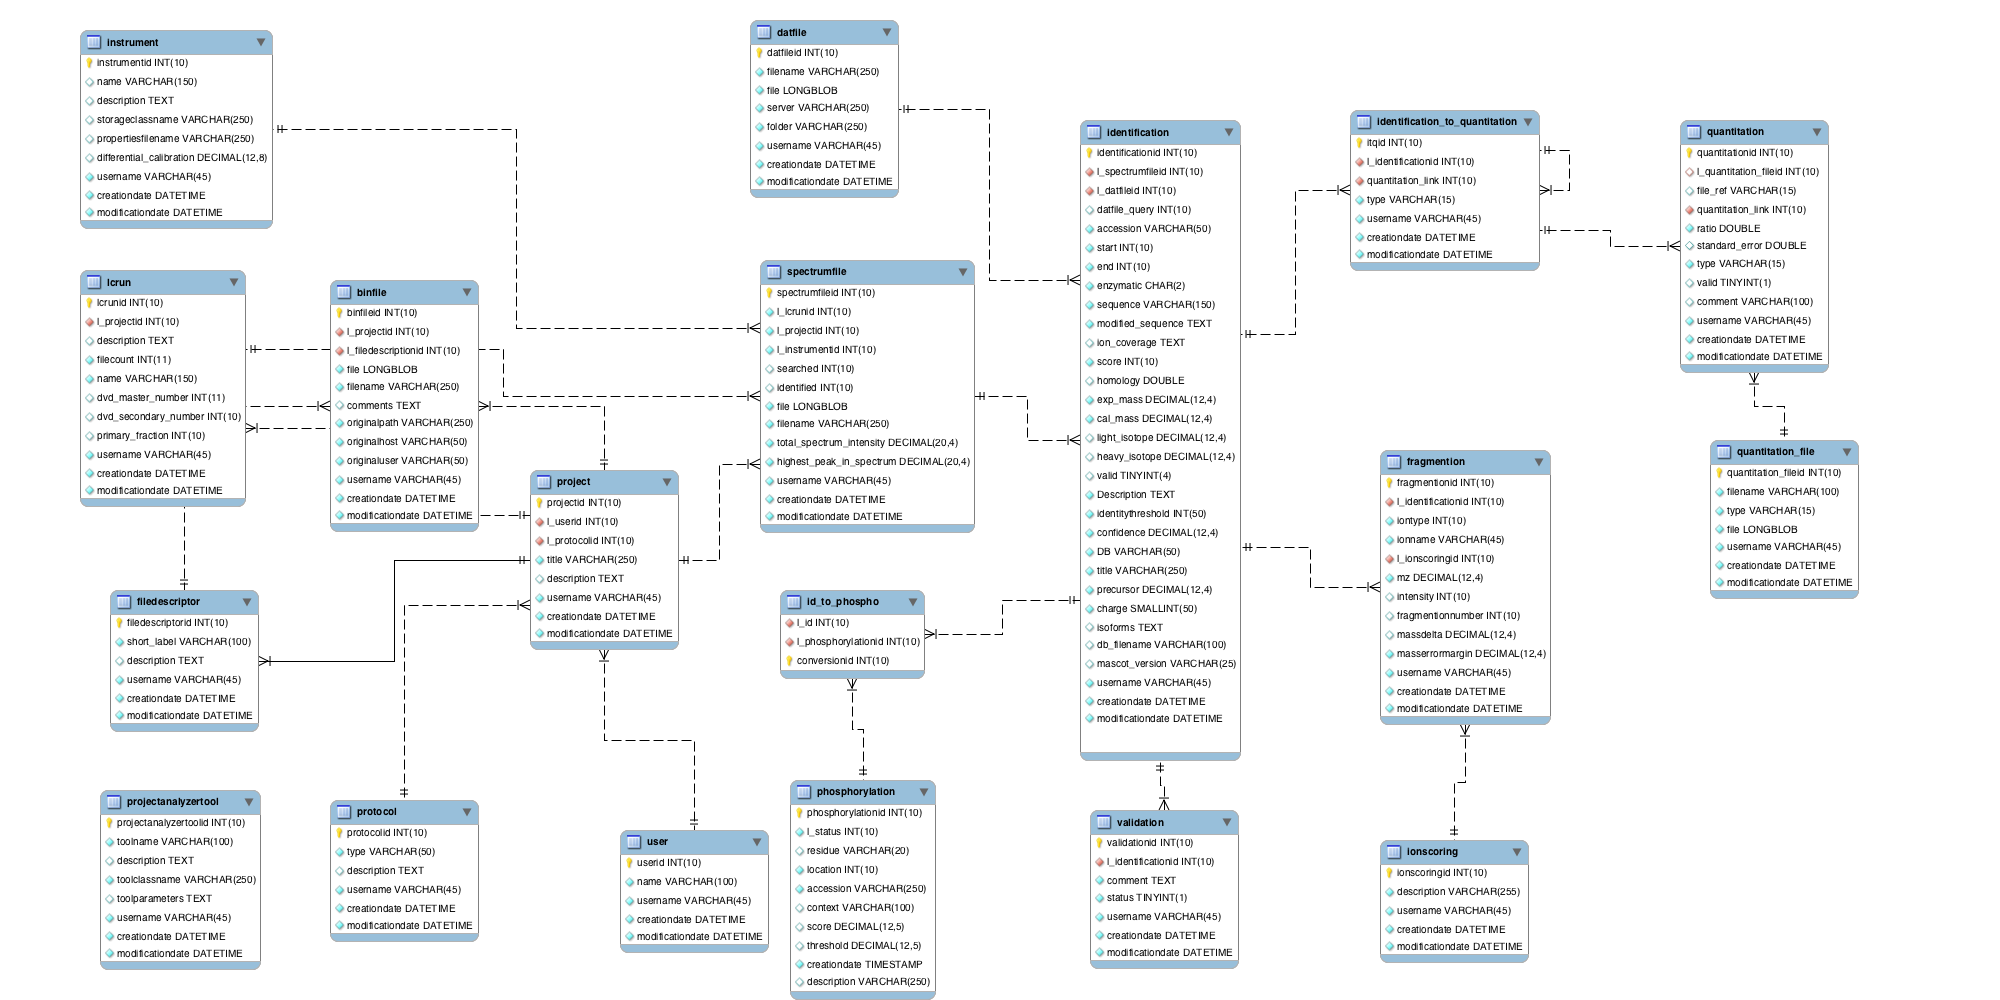 instrument
instrumentid INT(10)
name VARCHAR(150)
description TEXT
storageclassname VARCHAR(250)
propertiesfilename VARCHAR(250)
differential_calibration DECIMAL(12,8)
username VARCHAR(45)
creationdate DATETIME
modificationdate DATETIME
datfile
datfileid INT(10)
filename VARCHAR(250)
file LONGBLOB
server VARCHAR(250)
folder VARCHAR(250)
username VARCHAR(45)
creationdate DATETIME
modificationdate DATETIME
identification
identificationid INT(10)
l_spectrumfileid INT(10)
l_datfileid INT(10)
datfile_query INT(10)
accession VARCHAR(50)
start INT(10)
end INT(10)
enzymatic CHAR(2)
sequence VARCHAR(150)
modified_sequence TEXT
ion_coverage TEXT
score INT(10)
homology DOUBLE
exp_mass DECIMAL(12,4)
cal_mass DECIMAL(12,4)
light_isotope DECIMAL(12,4)
heavy_isotope DECIMAL(12,4)
valid TINYINT(4)
Description TEXT
identitythreshold INT(50)
confidence DECIMAL(12,4)
DB VARCHAR(50)
title VARCHAR(250)
precursor DECIMAL(12,4)
charge SMALLINT(50)
isoforms TEXT
db_filename VARCHAR(100)
mascot_version VARCHAR(25)
username VARCHAR(45)
creationdate DATETIME
modificationdate DATETIME
identification_to_quantitation
itqid INT(10)
l_identificationid INT(10)
quantitation_link INT(10)
type VARCHAR(15)
username VARCHAR(45)
creationdate DATETIME
modificationdate DATETIME
quantitation
quantitationid INT(10)
l_quantitation_fileid INT(10)
file_ref VARCHAR(15)
quantitation_link INT(10)
ratio DOUBLE
standard_error DOUBLE
type VARCHAR(15)
valid TINYINT(1)
comment VARCHAR(100)
username VARCHAR(45)
creationdate DATETIME
modificationdate DATETIME
lcrun
lcrunid INT(10)
l_projectid INT(10)
description TEXT
filecount INT(11)
name VARCHAR(150)
dvd_master_number INT(11)
dvd_secondary_number INT(10)
primary_fraction INT(10)
username VARCHAR(45)
creationdate DATETIME
modificationdate DATETIME
binfile
binfileid INT(10)
l_projectid INT(10)
l_filedescriptionid INT(10)
file LONGBLOB
filename VARCHAR(250)
comments TEXT
originalpath VARCHAR(250)
originalhost VARCHAR(50)
originaluser VARCHAR(50)
username VARCHAR(45)
creationdate DATETIME
modificationdate DATETIME
spectrumfile
spectrumfileid INT(10)
l_lcrunid INT(10)
l_projectid INT(10)
l_instrumentid INT(10)
searched INT(10)
identified INT(10)
file LONGBLOB
filename VARCHAR(250)
total_spectrum_intensity DECIMAL(20,4)
highest_peak_in_spectrum DECIMAL(20,4)
username VARCHAR(45)
creationdate DATETIME
modificationdate DATETIME
project
projectid INT(10)
l_userid INT(10)
l_protocolid INT(10)
title VARCHAR(250)
description TEXT
username VARCHAR(45)
creationdate DATETIME
modificationdate DATETIME
fragmention
fragmentionid INT(10)
l_identificationid INT(10)
iontype INT(10)
ionname VARCHAR(45)
l_ionscoringid INT(10)
mz DECIMAL(12,4)
intensity INT(10)
fragmentionnumber INT(10)
massdelta DECIMAL(12,4)
masserrormargin DECIMAL(12,4)
username VARCHAR(45)
creationdate DATETIME
modificationdate DATETIME
quantitation_file
quantitation_fileid INT(10)
filename VARCHAR(100)
type VARCHAR(15)
file LONGBLOB
username VARCHAR(45)
creationdate DATETIME
modificationdate DATETIME
filedescriptor
filedescriptorid INT(10)
short_label VARCHAR(100)
description TEXT
username VARCHAR(45)
creationdate DATETIME
modificationdate DATETIME
id_to_phospho
l_id INT(10)
l_phosphorylationid INT(10)
conversionid INT(10)
projectanalyzertool
projectanalyzertoolid INT(10)
toolname VARCHAR(100)
description TEXT
toolclassname VARCHAR(250)
toolparameters TEXT
username VARCHAR(45)
creationdate DATETIME
modificationdate DATETIME
protocol
protocolid INT(10)
type VARCHAR(50)
description TEXT
username VARCHAR(45)
creationdate DATETIME
modificationdate DATETIME
user
userid INT(10)
name VARCHAR(100)
username VARCHAR(45)
creationdate DATETIME
modificationdate DATETIME
phosphorylation
phosphorylationid INT(10)
l_status INT(10)
residue VARCHAR(20)
location INT(10)
accession VARCHAR(250)
context VARCHAR(100)
score DECIMAL(12,5)
threshold DECIMAL(12,5)
creationdate TIMESTAMP
description VARCHAR(250)
validation
validationid INT(10)
l_identificationid INT(10)
comment TEXT
status TINYINT(1)
username VARCHAR(45)
creationdate DATETIME
modificationdate DATETIME
ionscoring
ionscoringid INT(10)
description VARCHAR(255)
username VARCHAR(45)
creationdate DATETIME
modificationdate DATETIME